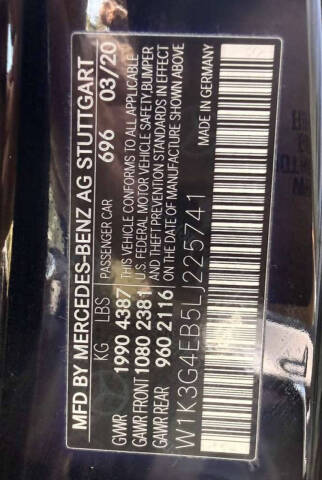 MFD BY MERCEDES-BENZ AG STUTTGART
PASSENGER CAR 696 03/20
KG LBS
GWR 1990 4387
GAWR FRONT 1080 2381
GAWR REAR 960 2116
THIS VEHICLE CONFORMS TO ALL APPLICABLE
U.S. FEDERAL MOTOR VEHICLE SAFETY,BUMPER
AND THEFT PREVENTION STANDARDS IN EFFECT
ON THE DATE OF MANUFACTURE SHOWN ABOVE
W1K3G4EB5LJ225741
MADE IN GERMANY